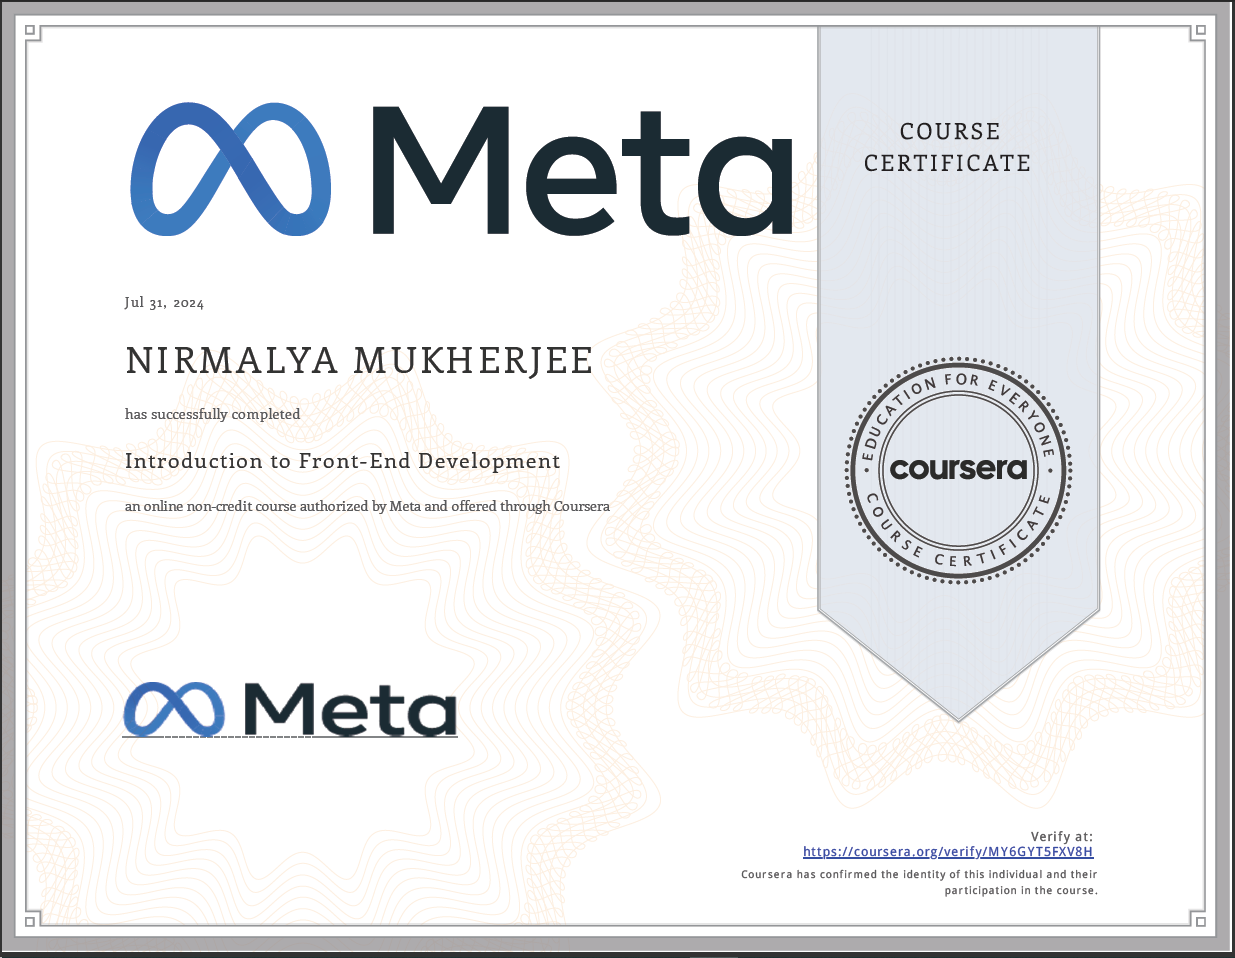 Meta
COURSE
CERTIFICATE
Jul 31, 2024
NIRMALYA MUKHERJEE
has successfully completed
Introduction to Front-End Development
an online non-credit course authorized by Meta and offered through Coursera
EDUCATION FOR EVERYONE
coursera
COURSE CERTIFICATE
Meta
Verify at:
https://coursera.org/verify/MY6GYT5FXV8H
Coursera has confirmed the identity of this individual and their
participation in the course.